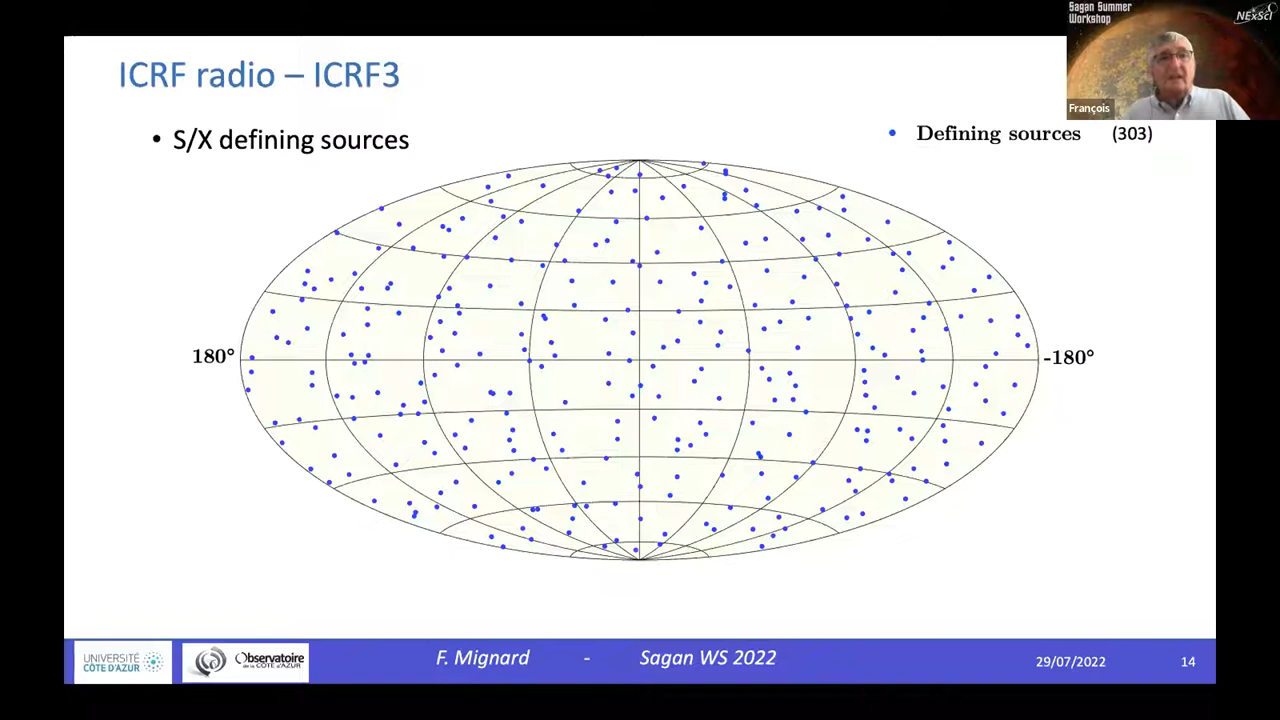 Sagan Summer
Workshop
NExScI
François
ICRF radio – ICRF3
• S/X defining sources
Defining sources (303)
180°
-180°
UNIVERSITÉ
CÔTE D'AZUR
Observatoire
de la CÔTE d'AZUR
F. Mignard - Sagan WS 2022
29/07/2022
14